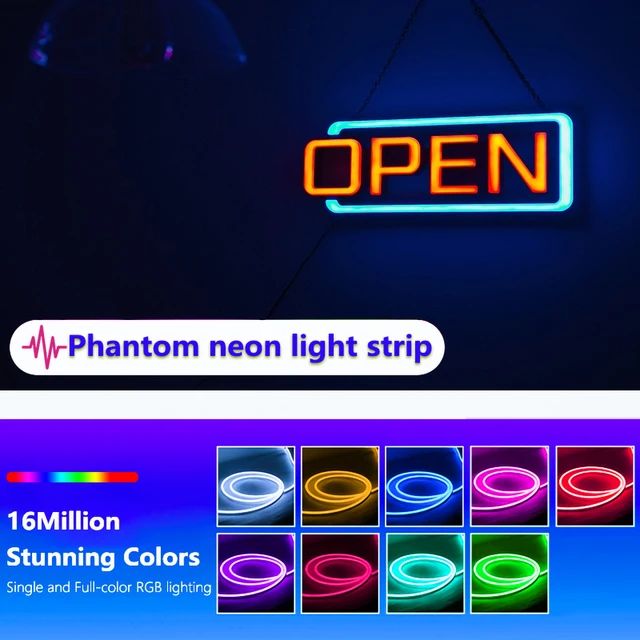 OPEN
Phantom neon light strip
16Million
Stunning Colors
Single and Full-color RGB lighting